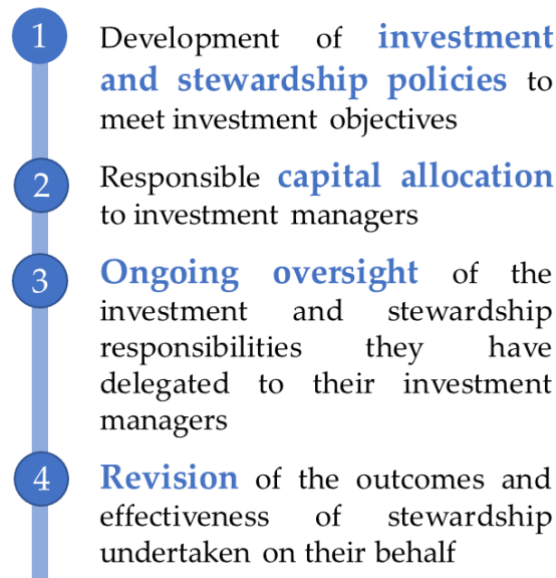 1
Development of investment
and stewardship policies to
meet investment objectives
2
Responsible capital allocation
to investment managers
3
Ongoing oversight of the
investment and stewardship
responsibilities they have
delegated to their investment
managers
4
Revision of the outcomes and
effectiveness of stewardship
undertaken on their behalf